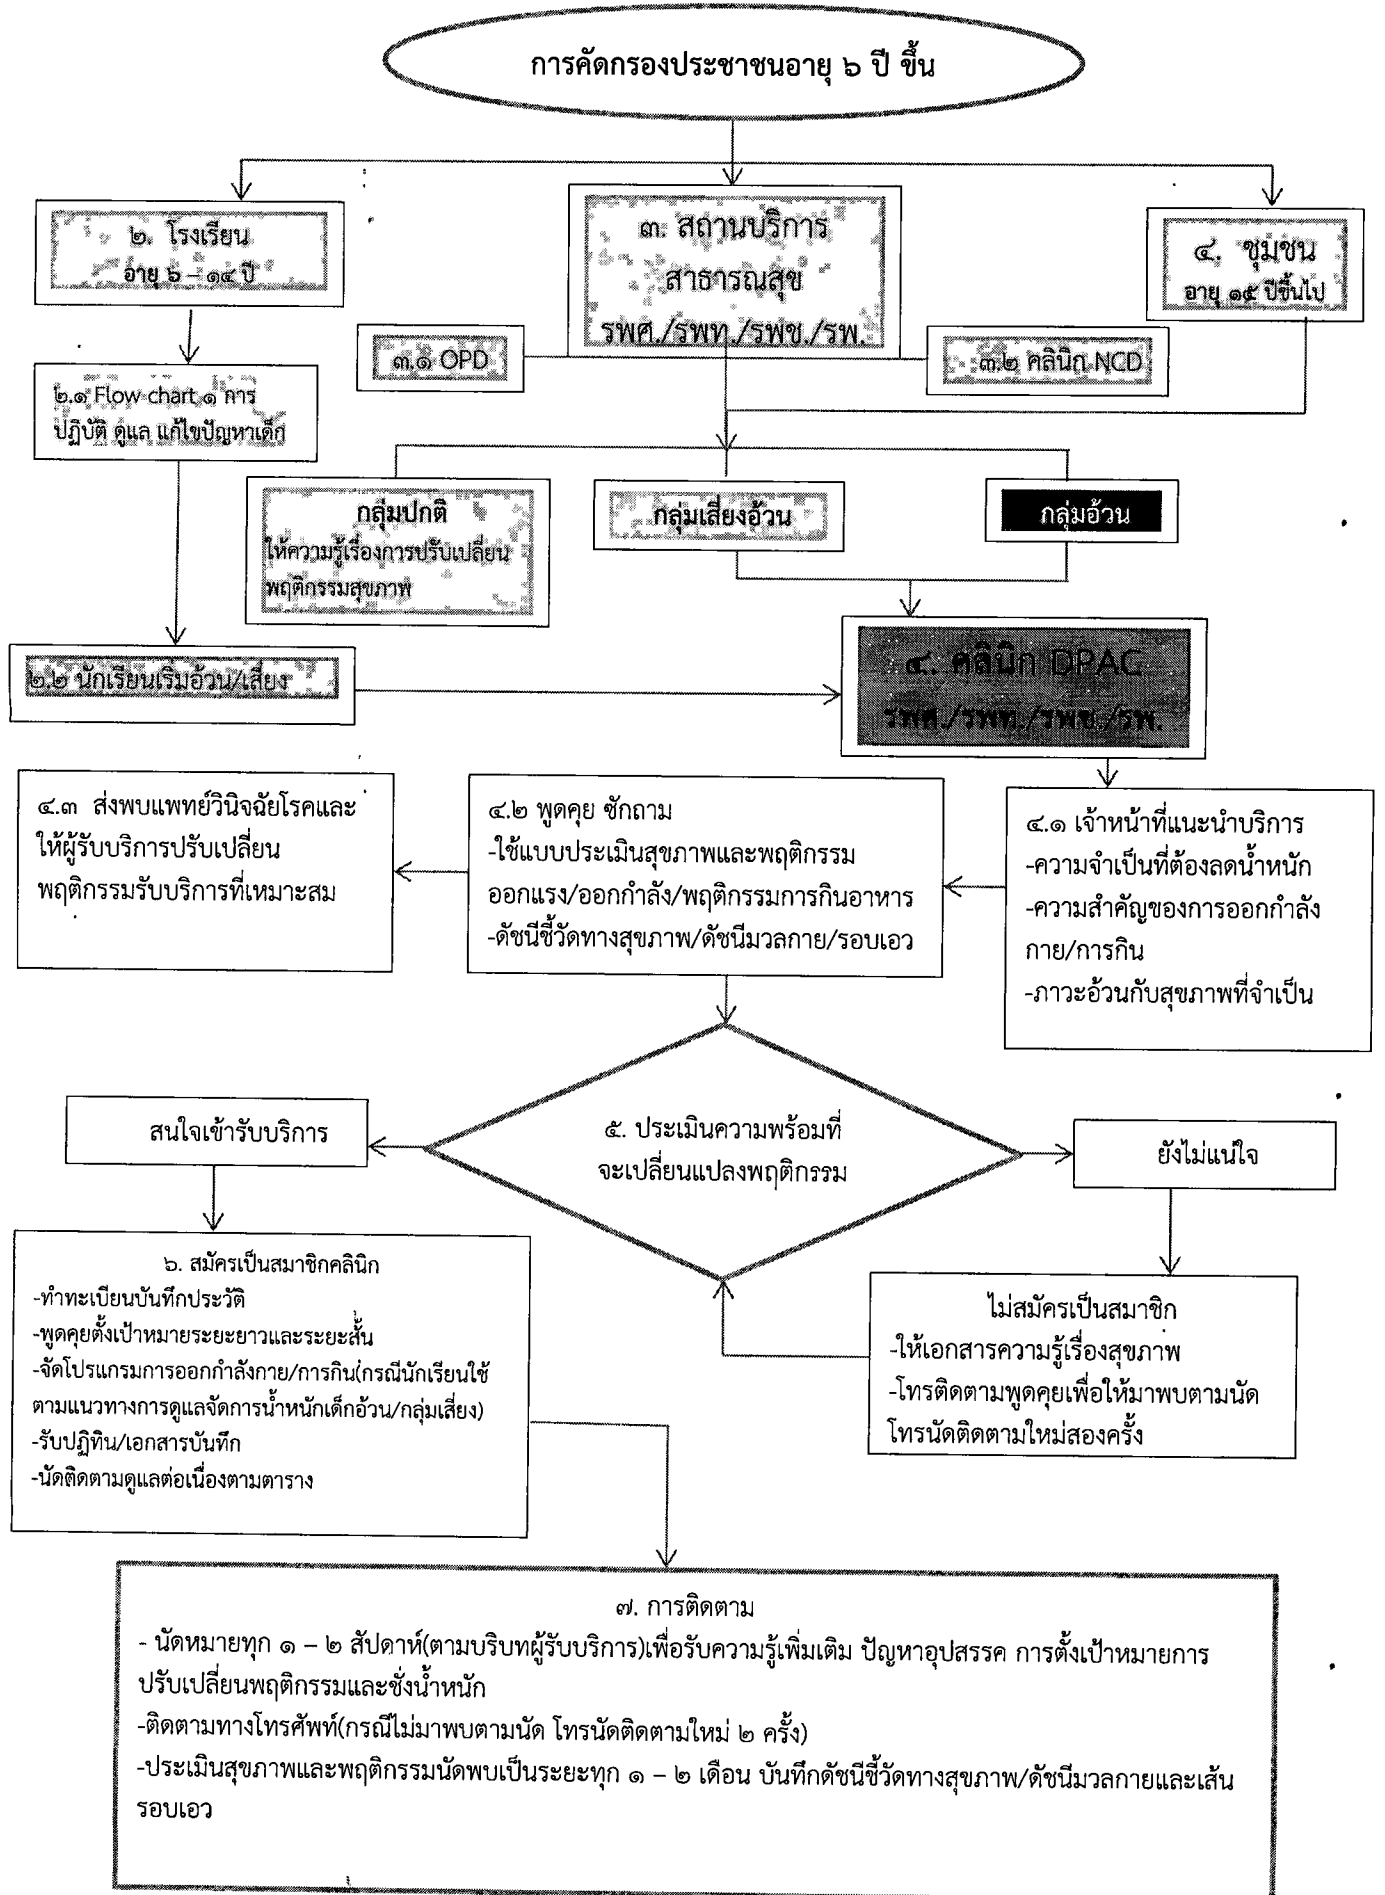 การคัดกรองประชาชนอายุ ๖ ปี ขึ้น
๒. โรงเรียน
อายุ ๖ – ๑๔ ปี
๓. สถานบริการ
สาธารณสุข
รพศ./รพท./รพช./รพ.
๔. ชุมชน
อายุ ๑๕ ปีขึ้นไป
๓.๑ OPD
๓.๒ คลินิก NCD
๒.๑ Flow chart ๑ การ
ปฏิบัติ ดูแล แก้ไขปัญหาเด็ก
กลุ่มปกติ
ให้ความรู้เรื่องการปรับเปลี่ยน
พฤติกรรมสุขภาพ
กลุ่มเสี่ยงอ้วน
กลุ่มอ้วน
๒.๒ นักเรียนเริ่มอ้วน/เสี่ยง
๔. คลินิก DPAC
รพศ./รพท./รพช./รพ.
๔.๓ ส่งพบแพทย์วินิจฉัยโรคและ
ให้ผู้รับบริการปรับเปลี่ยน
พฤติกรรมรับบริการที่เหมาะสม
๔.๒ พูดคุย ซักถาม
-ใช้แบบประเมินสุขภาพและพฤติกรรม
ออกแรง/ออกกำลัง/พฤติกรรมการกินอาหาร
-ดัชนีชี้วัดทางสุขภาพ/ดัชนีมวลกาย/รอบเอว
๔.๑ เจ้าหน้าที่แนะนำบริการ
-ความจำเป็นที่ต้องลดน้ำหนัก
-ความสำคัญของการออกกำลัง
กาย/การกิน
-ภาวะอ้วนกับสุขภาพที่จำเป็น
สนใจเข้ารับบริการ
๕. ประเมินความพร้อมที่
จะเปลี่ยนแปลงพฤติกรรม
ยังไม่แน่ใจ
๖. สมัครเป็นสมาชิกคลินิก
-ทำทะเบียนบันทึกประวัติ
-พูดคุยตั้งเป้าหมายระยะยาวและระยะสั้น
-จัดโปรแกรมการออกกำลังกาย/การกิน(กรณีนักเรียนใช้
ตามแนวทางการดูแลจัดการน้ำหนักเด็กอ้วน/กลุ่มเสี่ยง)
-รับปฏิทิน/เอกสารบันทึก
-นัดติดตามดูแลต่อเนื่องตามตาราง
ไม่สมัครเป็นสมาชิก
-ให้เอกสารความรู้เรื่องสุขภาพ
-โทรติดตามพูดคุยเพื่อให้มาพบตามนัด
โทรนัดติดตามใหม่สองครั้ง
๗. การติดตาม
- นัดหมายทุก ๑ – ๒ สัปดาห์(ตามบริบทผู้รับบริการ)เพื่อรับความรู้เพิ่มเติม ปัญหาอุปสรรค การตั้งเป้าหมายการ
ปรับเปลี่ยนพฤติกรรมและชั่งน้ำหนัก
-ติดตามทางโทรศัพท์(กรณีไม่มาพบตามนัด โทรนัดติดตามใหม่ ๒ ครั้ง)
-ประเมินสุขภาพและพฤติกรรมนัดพบเป็นระยะทุก ๑ – ๒ เดือน บันทึกดัชนีชี้วัดทางสุขภาพ/ดัชนีมวลกายและเส้น
รอบเอว